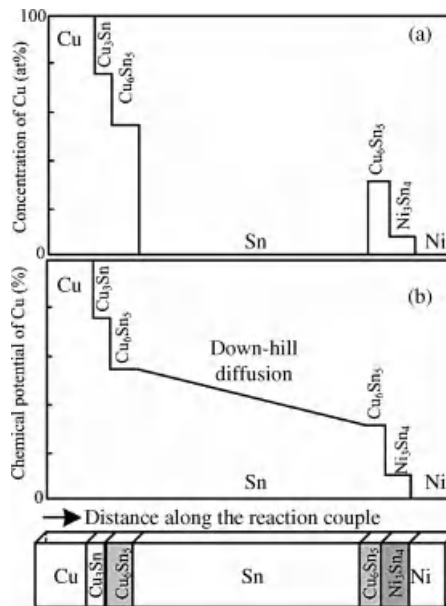 100
Concentration of Cu (at%)
0
Cu
Cu₃Sn
Cu₆Sn₅
(a)
Cu₆Sn₅
Ni₃Sn₄
Sn
Ni
Chemical potential of Cu (%)
0
Cu
Cu₃Sn
Cu₆Sn₅
(b)
Down-hill
diffusion
Cu₆Sn₅
Ni₃Sn₄
Sn
Ni
Distance along the reaction couple
Cu
Cu₃Sn
Cu₆Sn₅
Sn
Cu₆Sn₅
Ni₃Sn₄
Ni